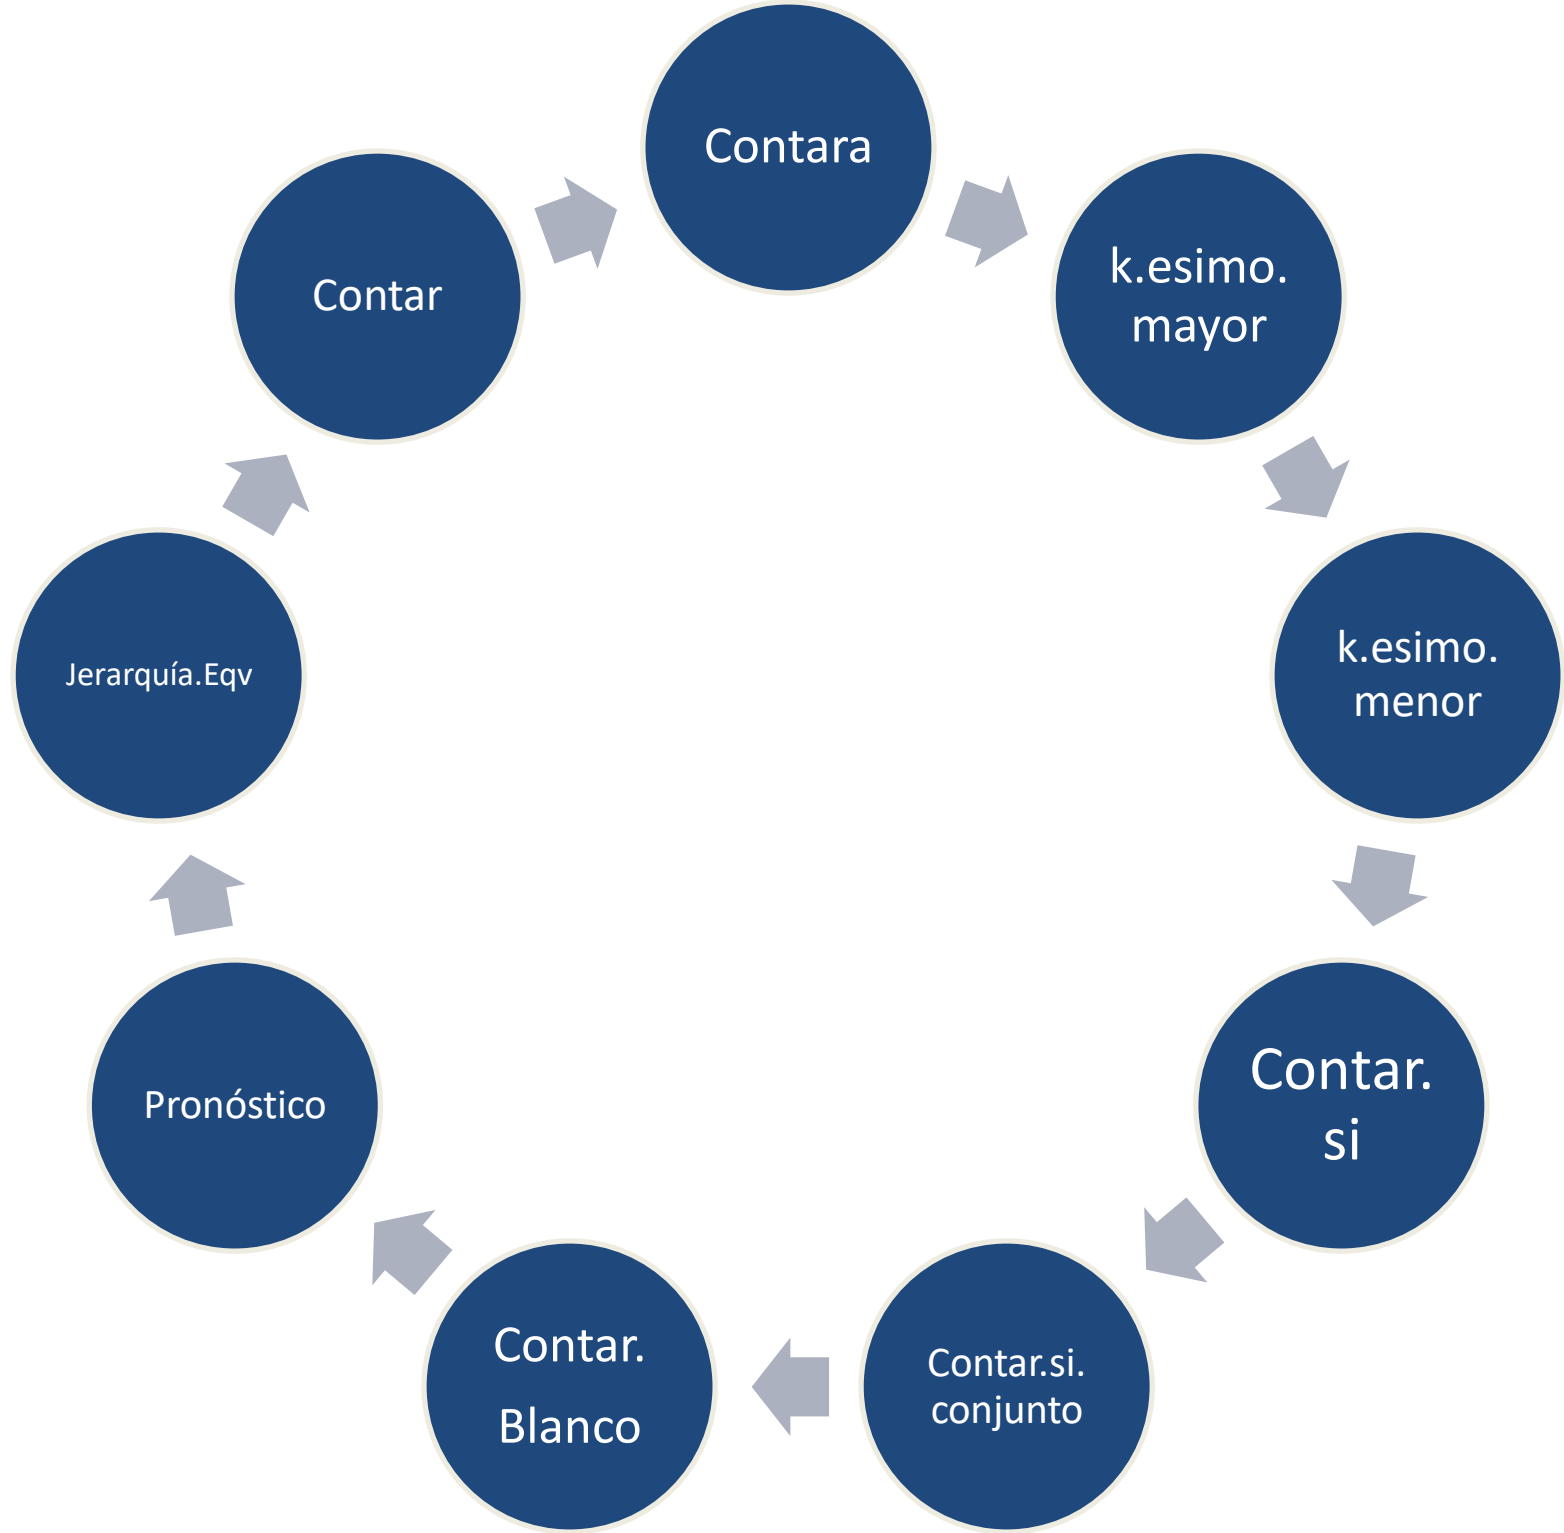 Contara
k.esimo.
mayor
k.esimo.
menor
Contar.
si
Contar.si.
conjunto
Contar.
Blanco
Pronóstico
Jerarquía.Eqv
Contar